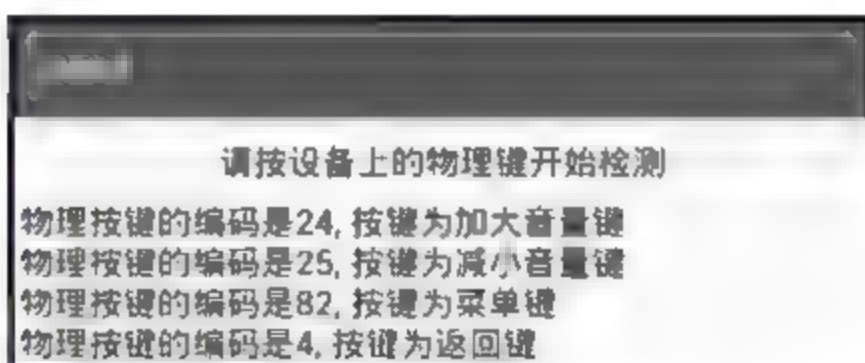 调按设备上的物理键开始检测
物理按键的编码是24, 按键为加大音量键
物理按键的编码是25, 按键为减小音量键
物理按键的编码是82, 按键为菜单键
物理按键的编码是4, 按键为返回键